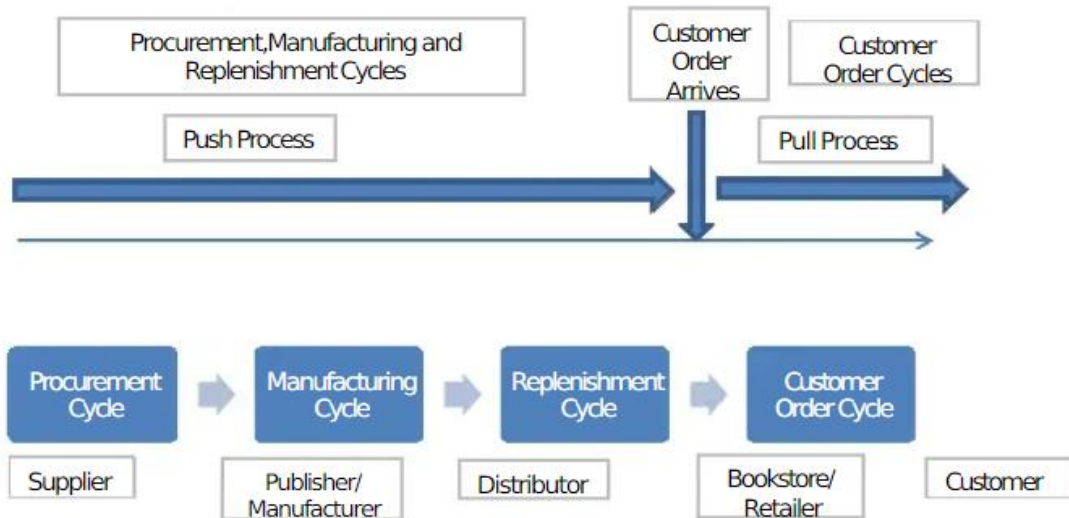 Procurement,Manufacturing and
Replenishment Cycles
Customer
Order
Arrives
Customer
Order Cycles
Push Process
Pull Process
Procurement
Cycle
Manufacturing
Cycle
Replenishment
Cycle
Customer
Order Cycle
Supplier
Publisher/
Manufacturer
Distributor
Bookstore/
Retailer
Customer